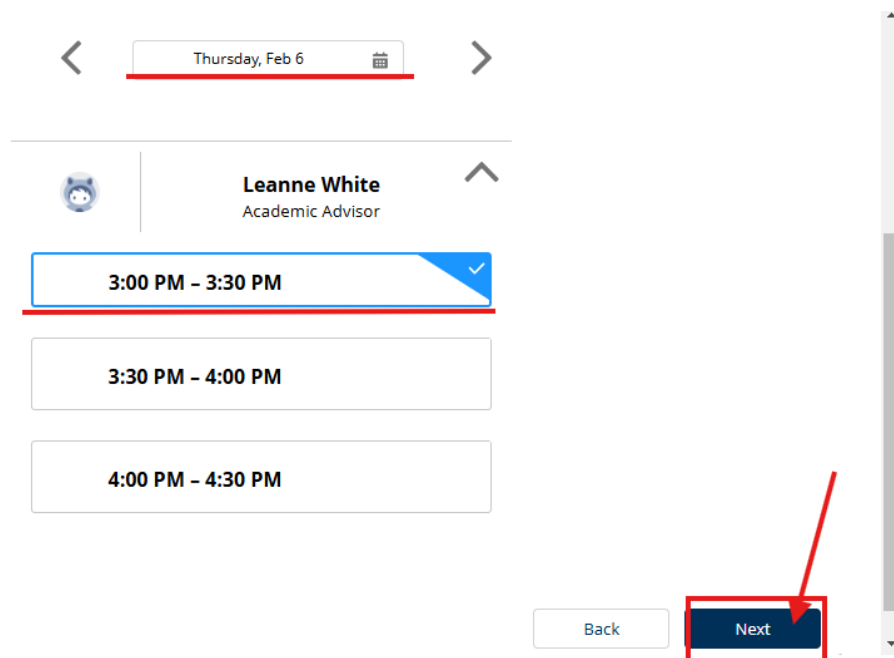 Thursday, Feb 6
Leanne White
Academic Advisor
3:00 PM – 3:30 PM
3:30 PM – 4:00 PM
4:00 PM – 4:30 PM
Back
Next